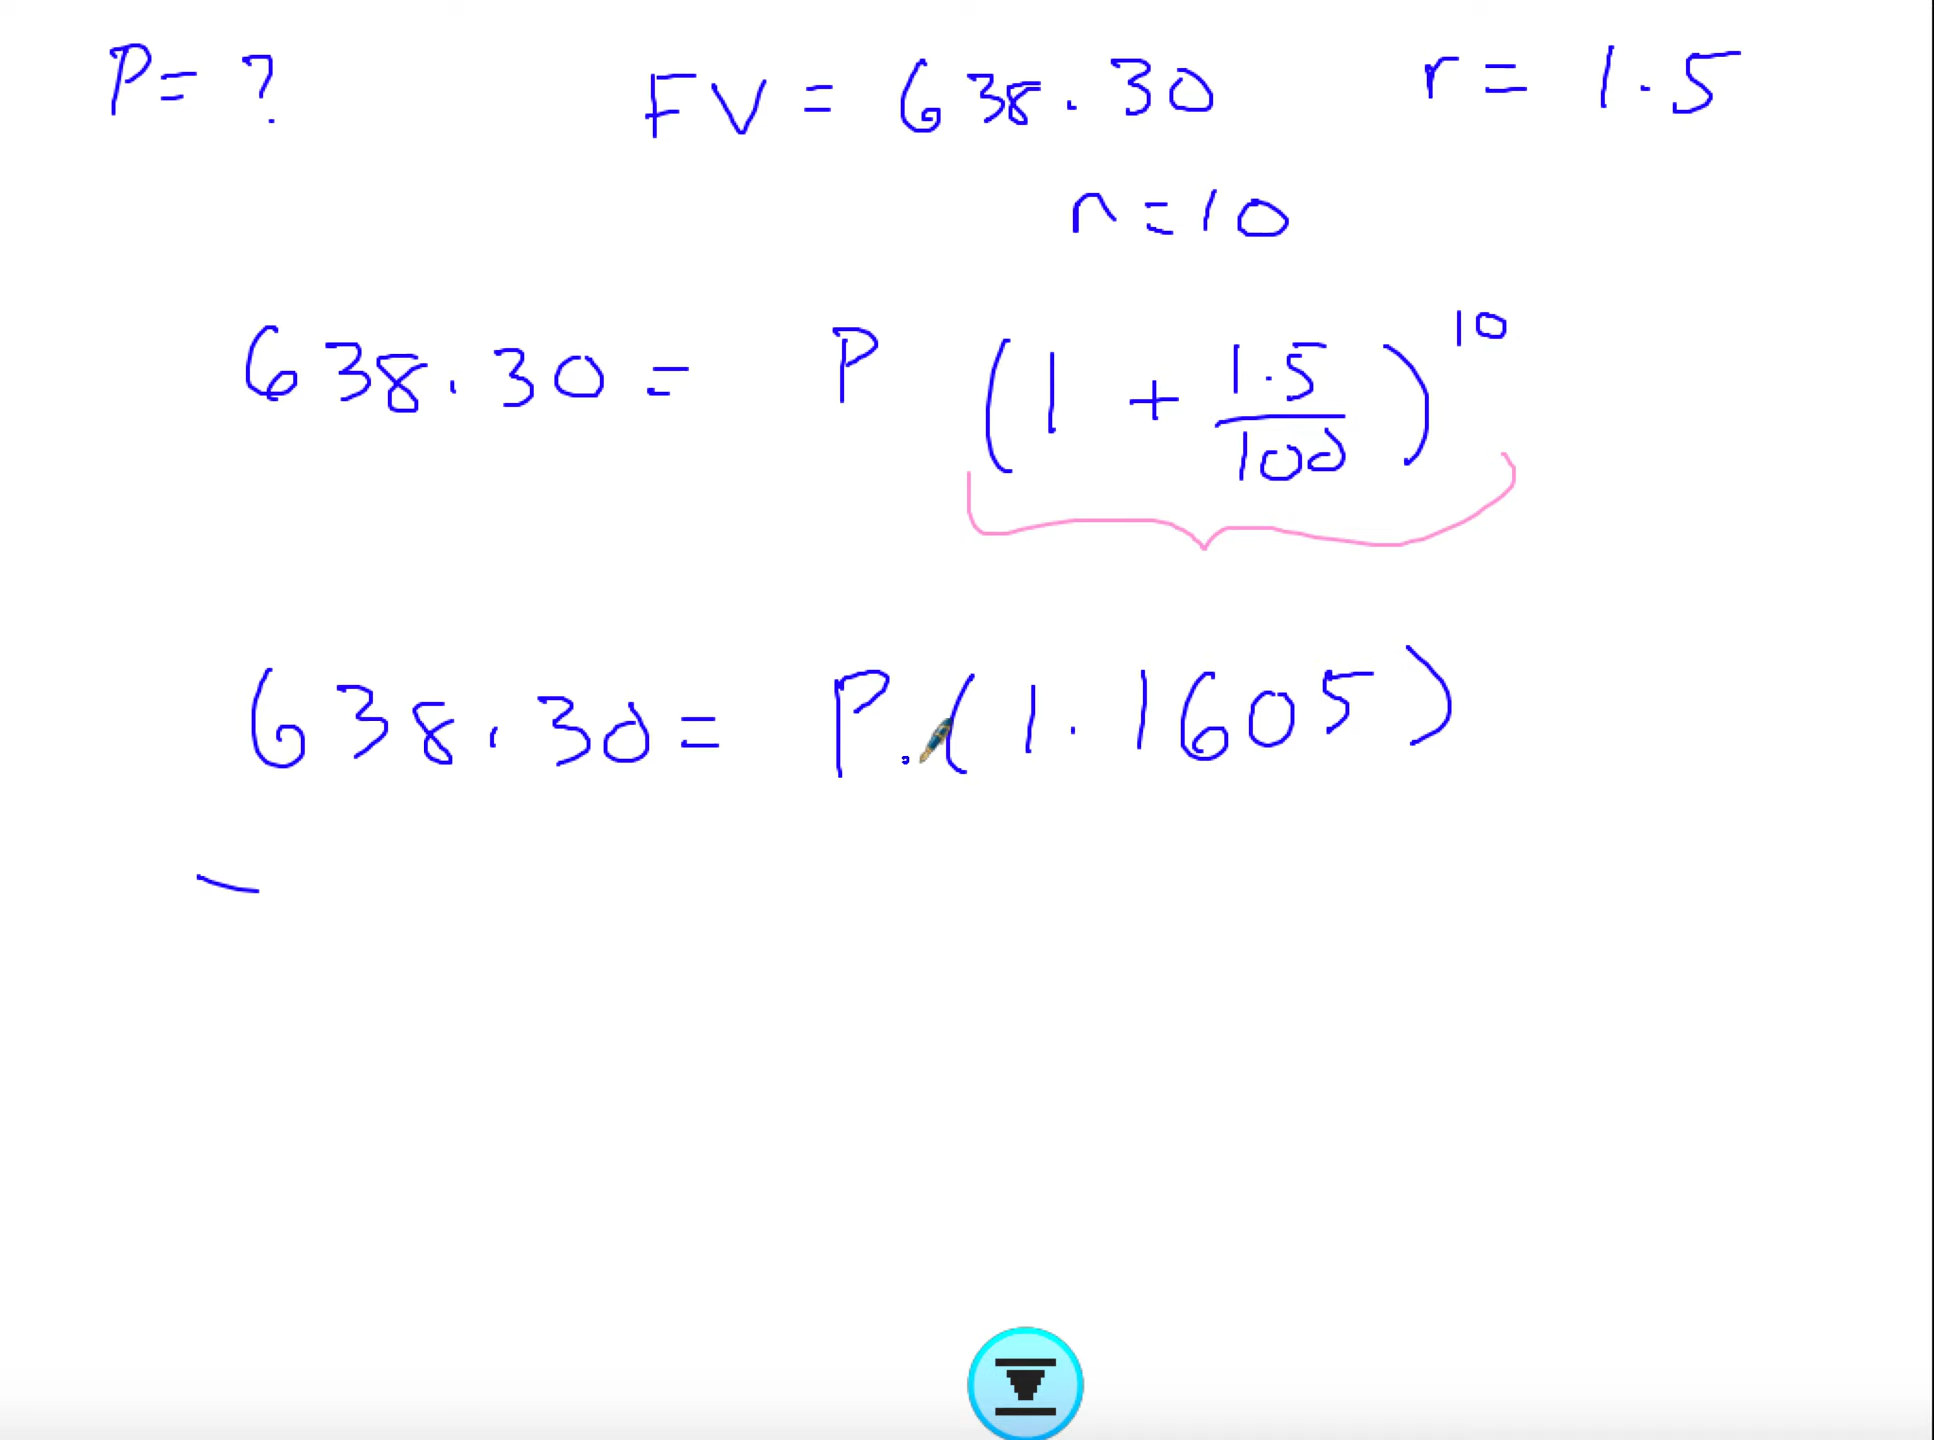 P = ? FV = 638.30 r = 1.5
n = 10
638.30 = P (1 + 1.5/100)^10
638.30 = P.(1.1605)